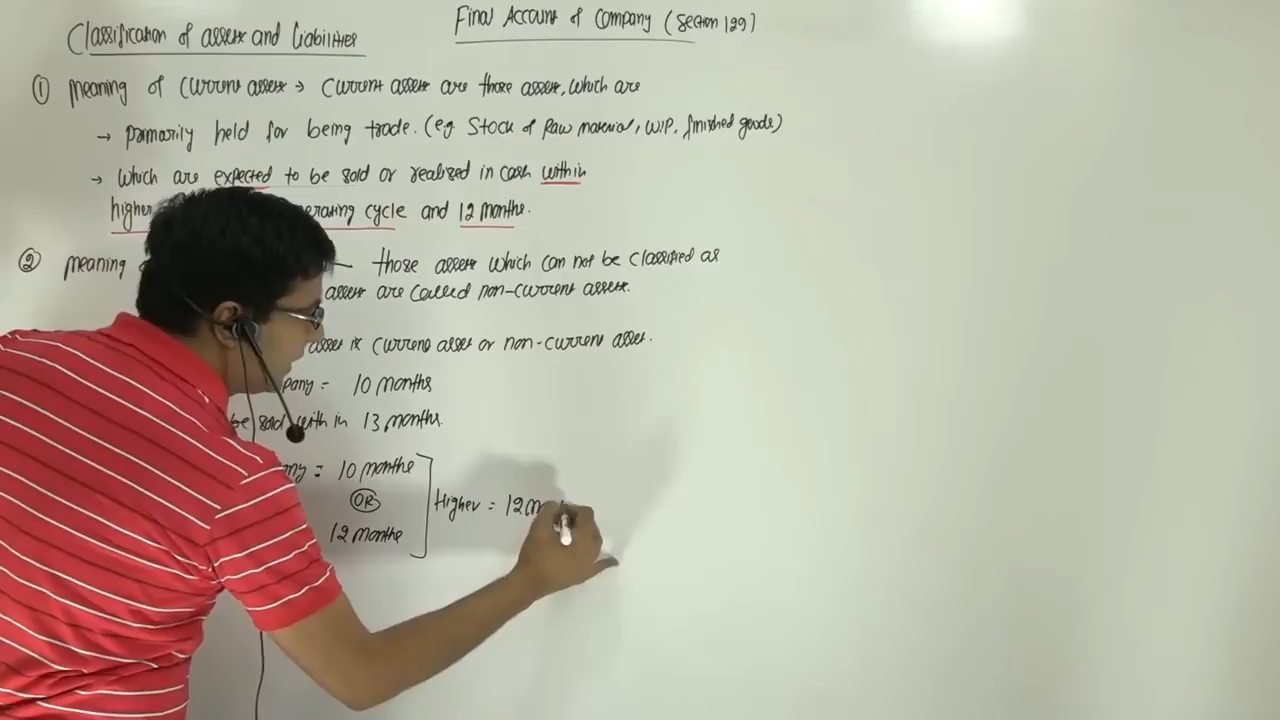 Final Account of Company (Section 129)
Classification of assets and Liabilities
① Meaning of Current assets → Current assets are those assets, which are
→ Primarily held for being trade. (eg Stock of Raw material, WIP, finished goods)
→ Which are expected to be sold or realised in cash within
higher operating cycle and 12 months.
② Meaning — those assets which can not be classified as
assets are called non-current assets.
asset is current asset or non-current asset.
pany = 10 months
be sold with in 13 months.
ny = 10 months
OR
12 months
Higher = 12 m